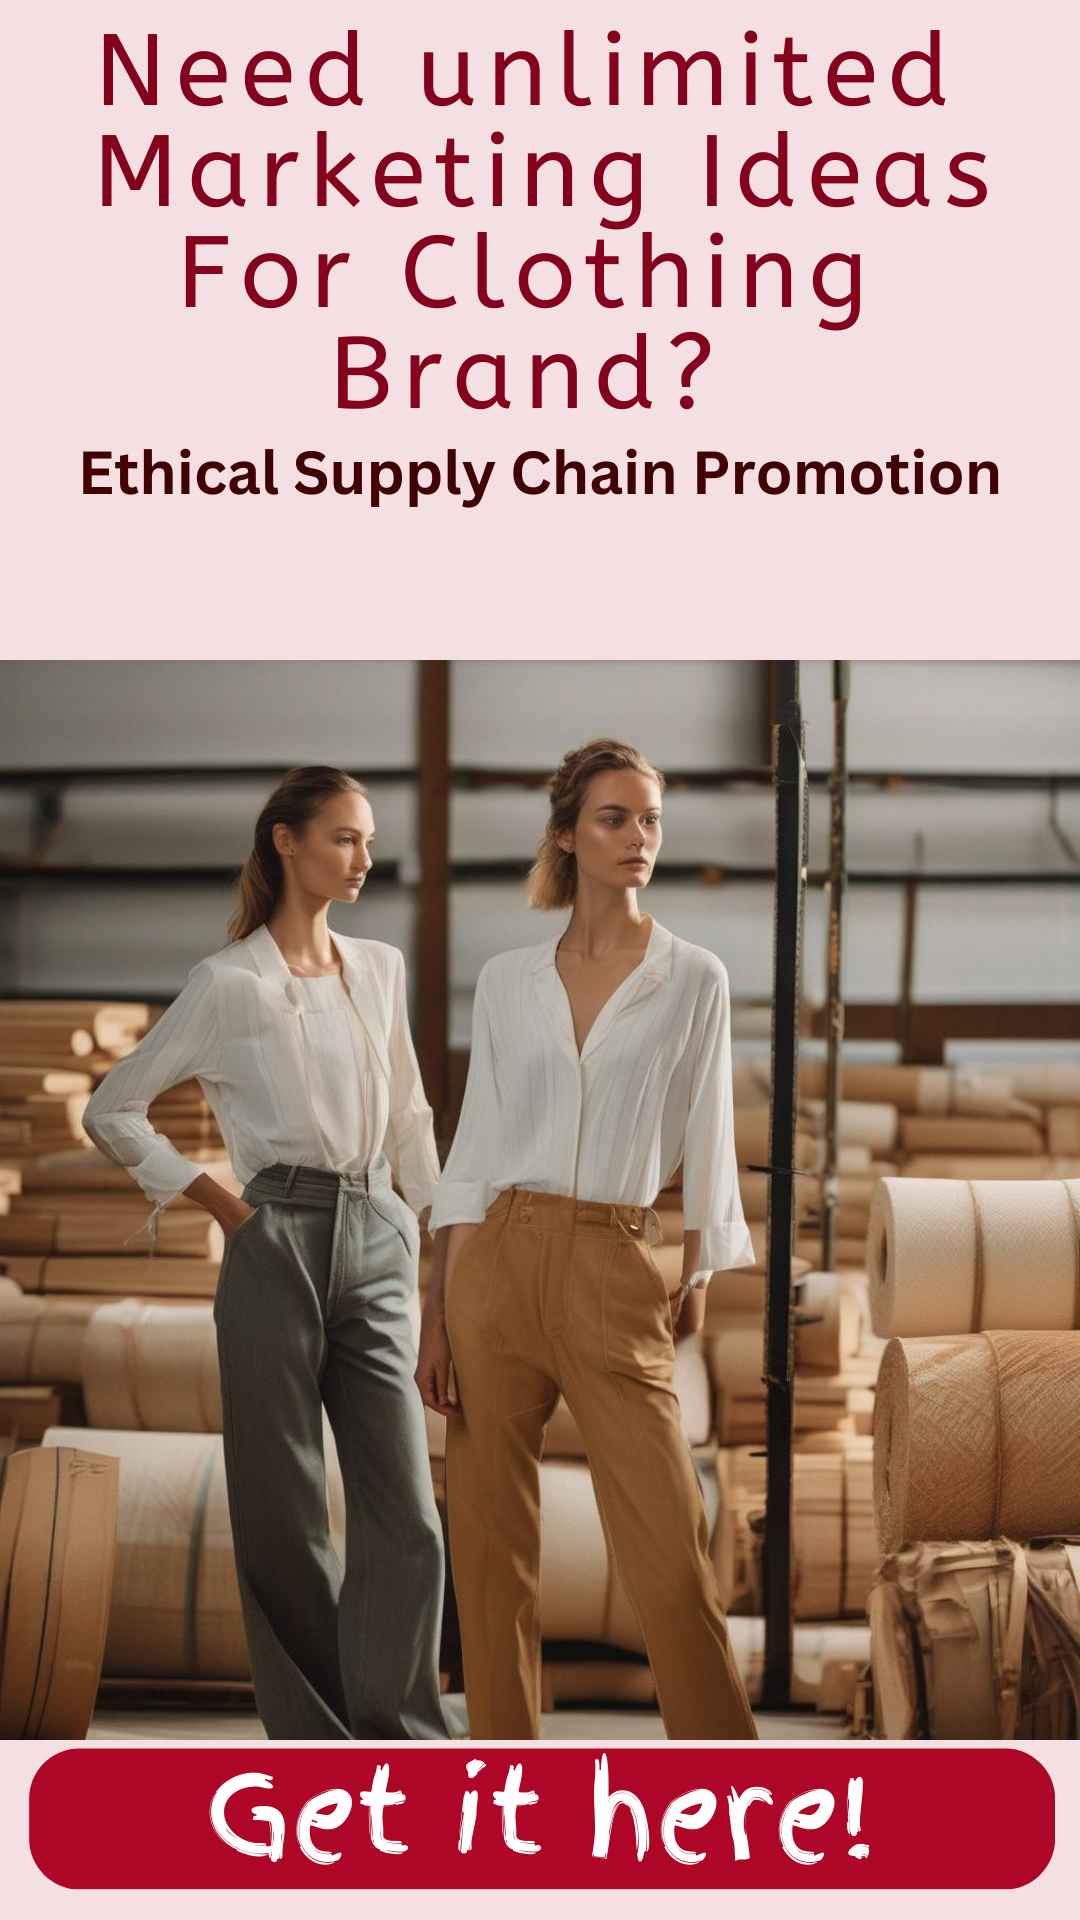 Need unlimited
Marketing Ideas
For Clothing
Brand?
Ethical Supply Chain Promotion
Get it here!